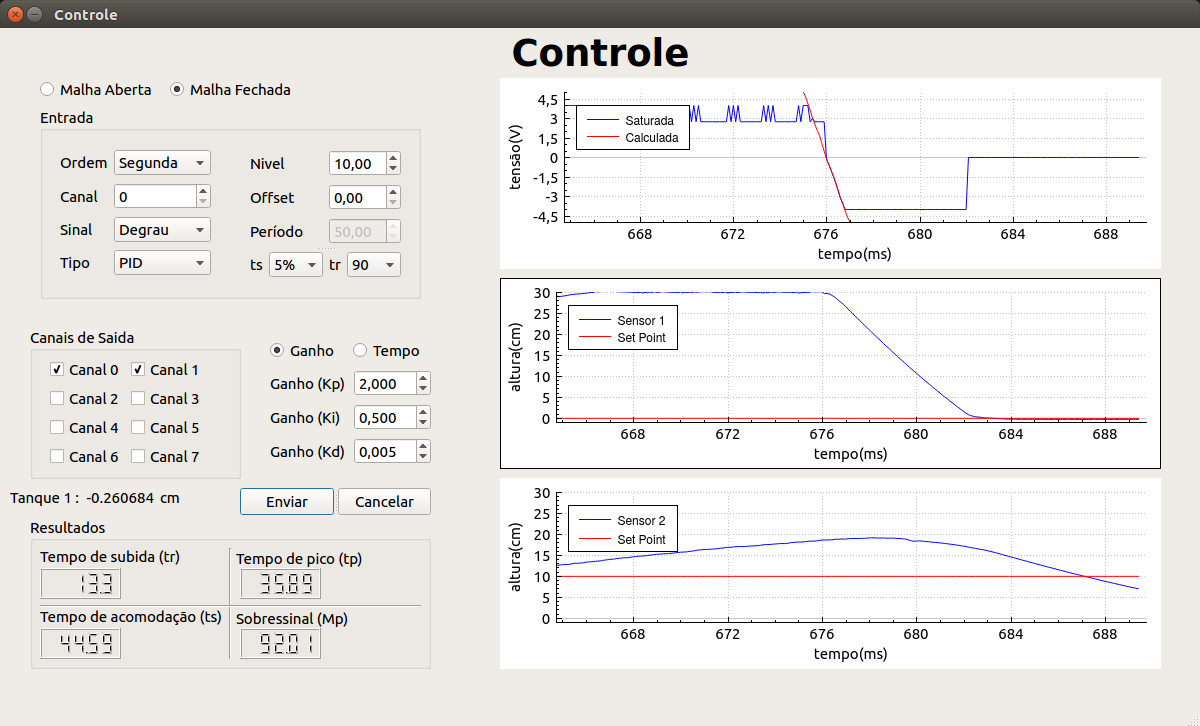 Controle
Controle
Malha Aberta Malha Fechada
Entrada
Ordem Segunda Nivel 10,00
Canal 0 Offset 0,00
Sinal Degrau Período 50,00
Tipo PID ts 5% tr 90
Canais de Saida
Canal 0 Canal 1
Canal 2 Canal 3
Canal 4 Canal 5
Canal 6 Canal 7
Ganho Tempo
Ganho (Kp) 2,000
Ganho (Ki) 0,500
Ganho (Kd) 0,005
Tanque 1 : -0.260684 cm
Enviar Cancelar
Resultados
Tempo de subida (tr) Tempo de pico (tp)
13.3 35.89
Tempo de acomodação (ts) Sobressinal (Mp)
44.59 92.01
tensão(V)
4,5
3
1,5
0
-1,5
-3
-4,5
Saturada
Calculada
668 672 676 680 684 688
tempo(ms)
altura(cm)
30
25
20
15
10
5
0
Sensor 1
Set Point
668 672 676 680 684 688
tempo(ms)
altura(cm)
30
25
20
15
10
5
0
Sensor 2
Set Point
668 672 676 680 684 688
tempo(ms)